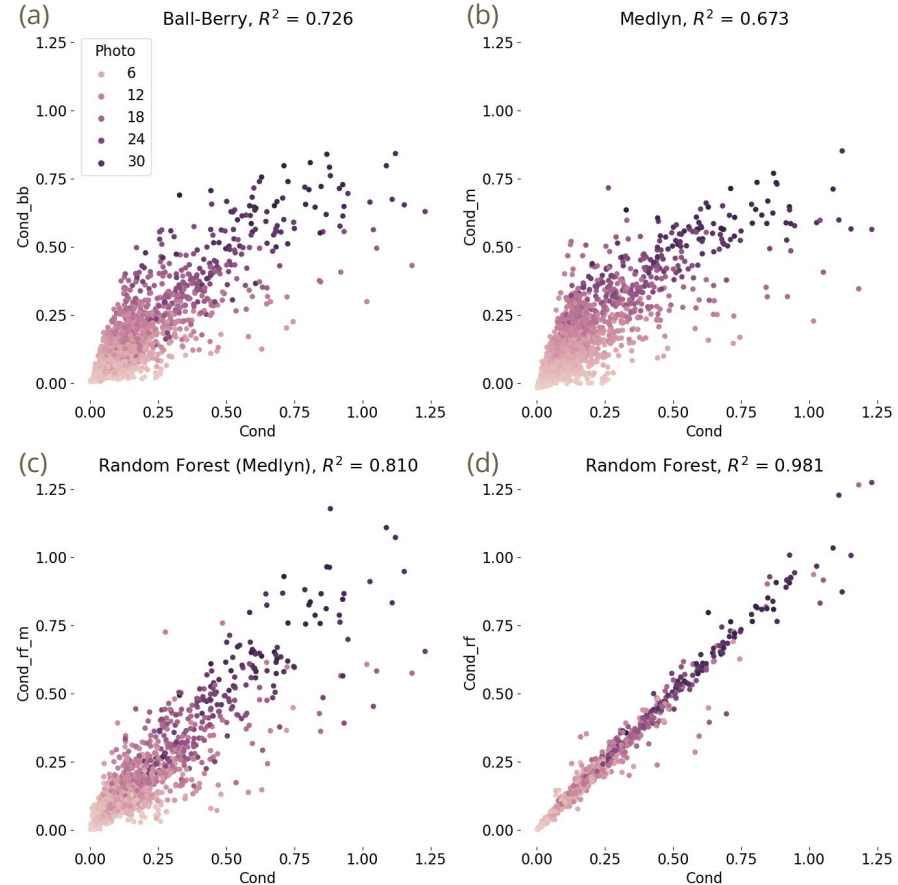 (a)
Ball-Berry, R² = 0.726
Photo
6
12
18
24
30
1.25
1.00
0.75
0.50
0.25
0.00
Cond_bb
0.00 0.25 0.50 0.75 1.00 1.25
Cond
(b)
Medlyn, R² = 0.673
1.25
1.00
0.75
0.50
0.25
0.00
Cond_m
0.00 0.25 0.50 0.75 1.00 1.25
Cond
(c)
Random Forest (Medlyn), R² = 0.810
1.25
1.00
0.75
0.50
0.25
0.00
Cond_rf_m
0.00 0.25 0.50 0.75 1.00 1.25
Cond
(d)
Random Forest, R² = 0.981
1.25
1.00
0.75
0.50
0.25
0.00
Cond_rf
0.00 0.25 0.50 0.75 1.00 1.25
Cond